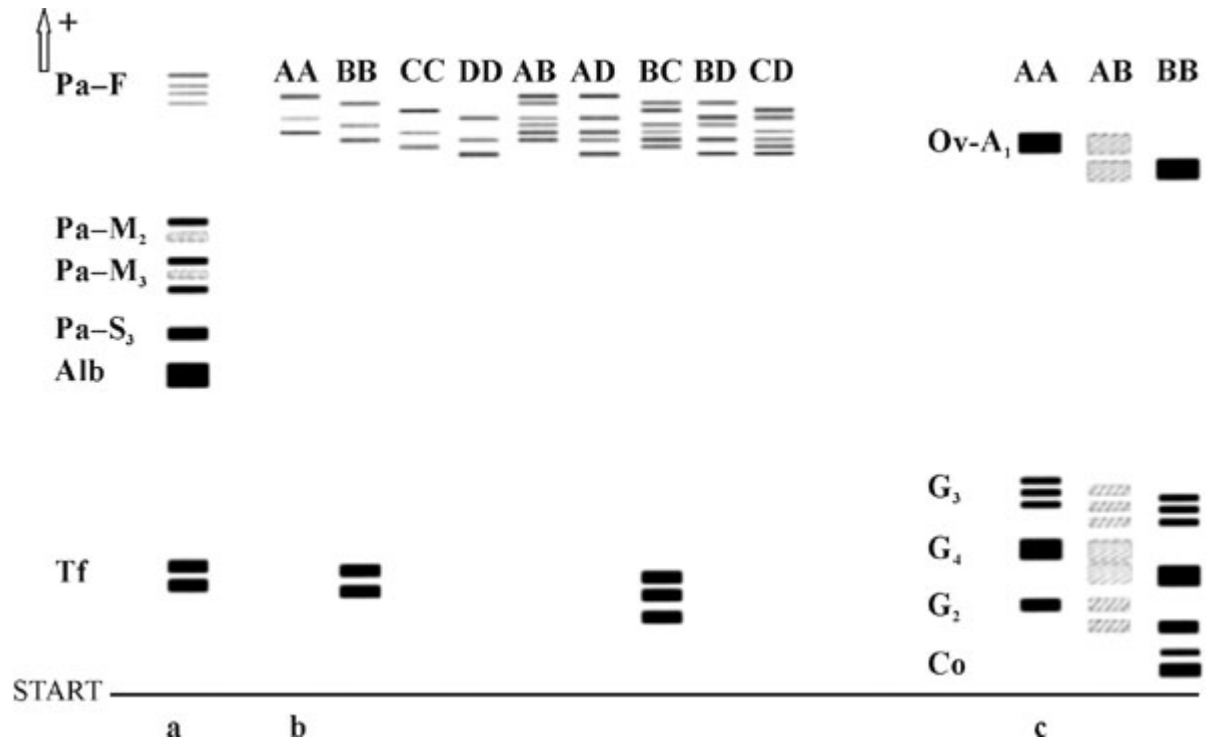 +
Pa–F AA BB CC DD AB AD BC BD CD AA AB BB
Ov-A₁
Pa–M₂
Pa–M₃
Pa–S₃
Alb
G₃
Tf G₄
G₂
Co
START
a b c